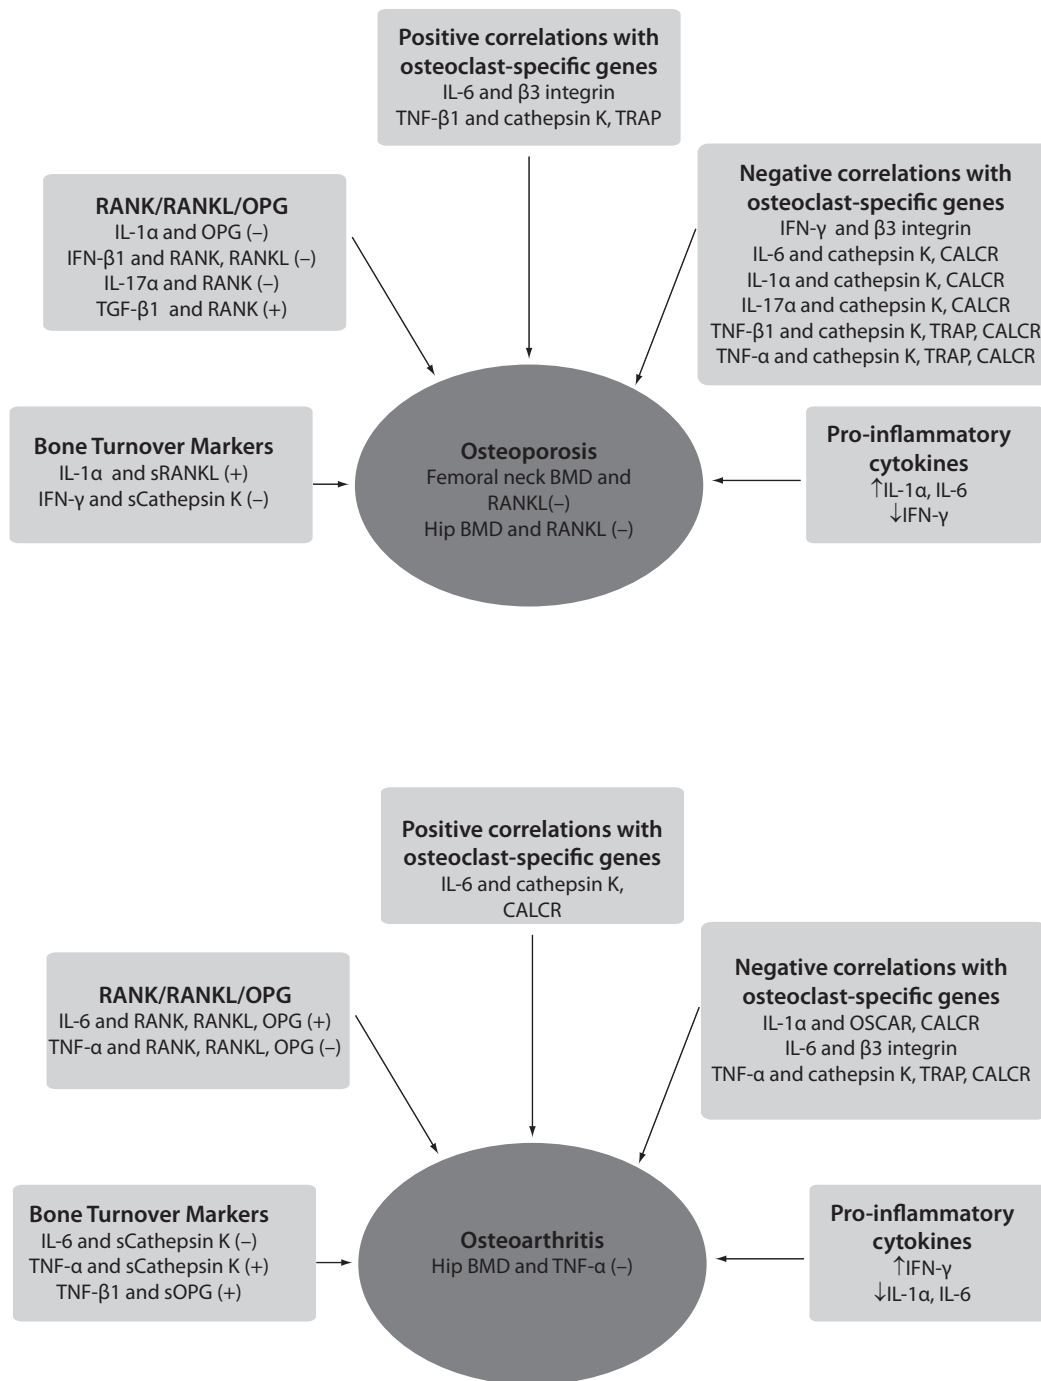 Positive correlations with
osteoclast-specific genes
IL-6 and β3 integrin
TNF-β1 and cathepsin K, TRAP
Negative correlations with
osteoclast-specific genes
IFN-γ and β3 integrin
IL-6 and cathepsin K, CALCR
IL-1α and cathepsin K, CALCR
IL-17α and cathepsin K, CALCR
TNF-β1 and cathepsin K, TRAP, CALCR
TNF-α and cathepsin K, TRAP, CALCR
RANK/RANKL/OPG
IL-1α and OPG (–)
IFN-β1 and RANK, RANKL (–)
IL-17α and RANK (–)
TGF-β1 and RANK (+)
Bone Turnover Markers
IL-1α and sRANKL (+)
IFN-γ and sCathepsin K (–)
Osteoporosis
Femoral neck BMD and
RANKL(–)
Hip BMD and RANKL (–)
Pro-inflammatory
cytokines
↑IL-1α, IL-6
↓IFN-γ
Positive correlations with
osteoclast-specific genes
IL-6 and cathepsin K,
CALCR
Negative correlations with
osteoclast-specific genes
IL-1α and OSCAR, CALCR
IL-6 and β3 integrin
TNF-α and cathepsin K, TRAP, CALCR
RANK/RANKL/OPG
IL-6 and RANK, RANKL, OPG (+)
TNF-α and RANK, RANKL, OPG (–)
Bone Turnover Markers
IL-6 and sCathepsin K (–)
TNF-α and sCathepsin K (+)
TNF-β1 and sOPG (+)
Osteoarthritis
Hip BMD and TNF-α (–)
Pro-inflammatory
cytokines
↑IFN-γ
↓IL-1α, IL-6